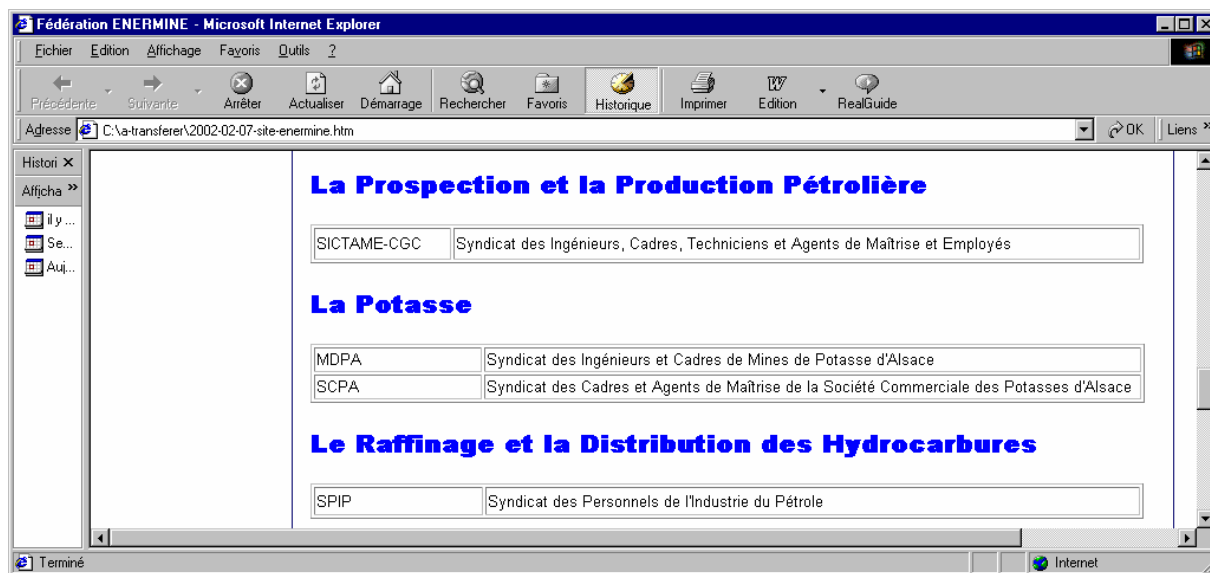 Fédération ENERMINE - Microsoft Internet Explorer
Fichier Edition Affichage Favoris Outils ?
Précédente Suivante Arrêter Actualiser Démarrage Rechercher Favoris Historique Imprimer Edition RealGuide
Adresse C:\a-transferer\2002-02-07-site-enermine.htm OK Liens »
Histori
Afficha »
il y ...
Se...
Auj...
La Prospection et la Production Pétrolière
SICTAME-CGC Syndicat des Ingénieurs, Cadres, Techniciens et Agents de Maîtrise et Employés
La Potasse
MDPA Syndicat des Ingénieurs et Cadres de Mines de Potasse d'Alsace
SCPA Syndicat des Cadres et Agents de Maîtrise de la Société Commerciale des Potasses d'Alsace
Le Raffinage et la Distribution des Hydrocarbures
SPIP Syndicat des Personnels de l'Industrie du Pétrole
Terminé Internet